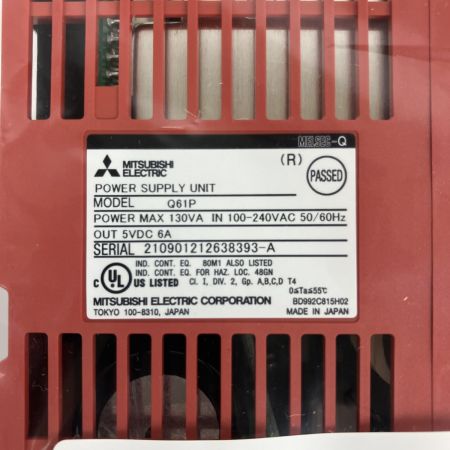 MELSEC-Q
MITSUBISHI
ELECTRIC
(R)
PASSED
POWER SUPPLY UNIT
MODEL Q61P
POWER MAX 130VA IN 100-240VAC 50/60Hz
OUT 5VDC 6A
SERIAL 210901212638393-A
IND. CONT. EQ. 80M1 ALSO LISTED
IND. CONT. EQ. FOR HAZ. LOC. 48GN
c UL US LISTED Cl. I, DIV. 2, Gp. A,B,C,D T4
0≤Ta≤55℃
MITSUBISHI ELECTRIC CORPORATION BD992C815H02
TOKYO 100-8310, JAPAN MADE IN JAPAN